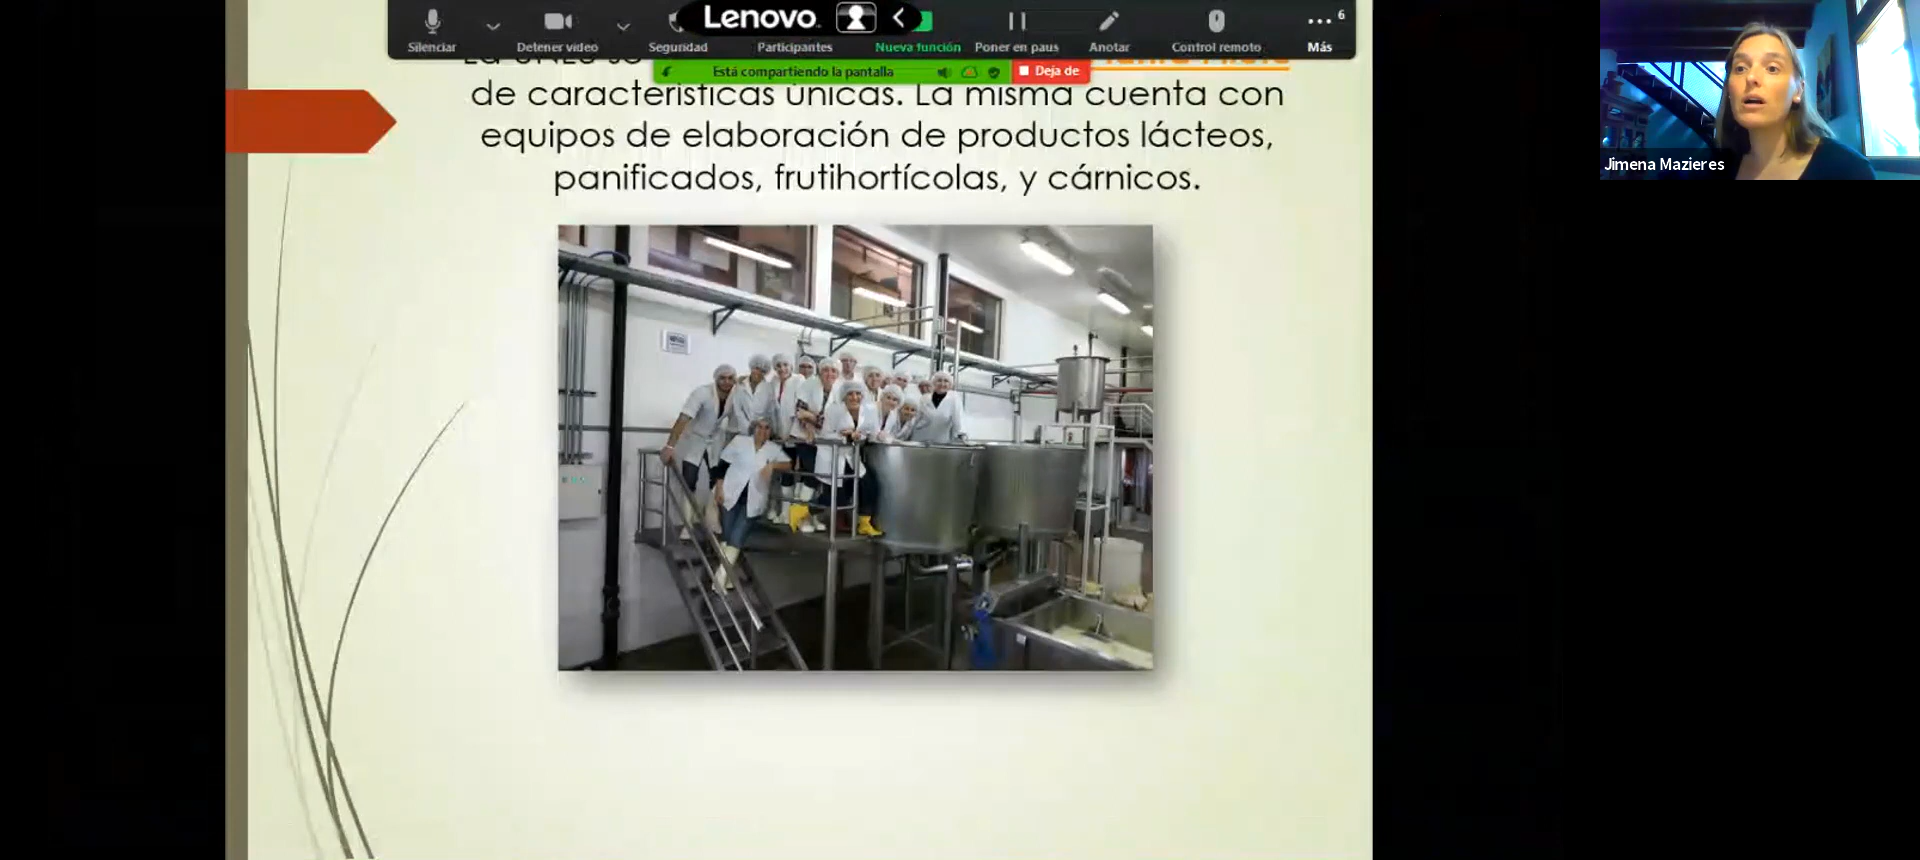 Lenovo
Silenciar
Detener video
Seguridad
Participantes
Nueva función
Poner en paus
Anotar
Control remoto
Más
6
Está compartiendo la pantalla
Deja de
de características únicas. La misma cuenta con
equipos de elaboración de productos lácteos,
panificados, frutihortícolas, y cárnicos.
Jimena Mazieres